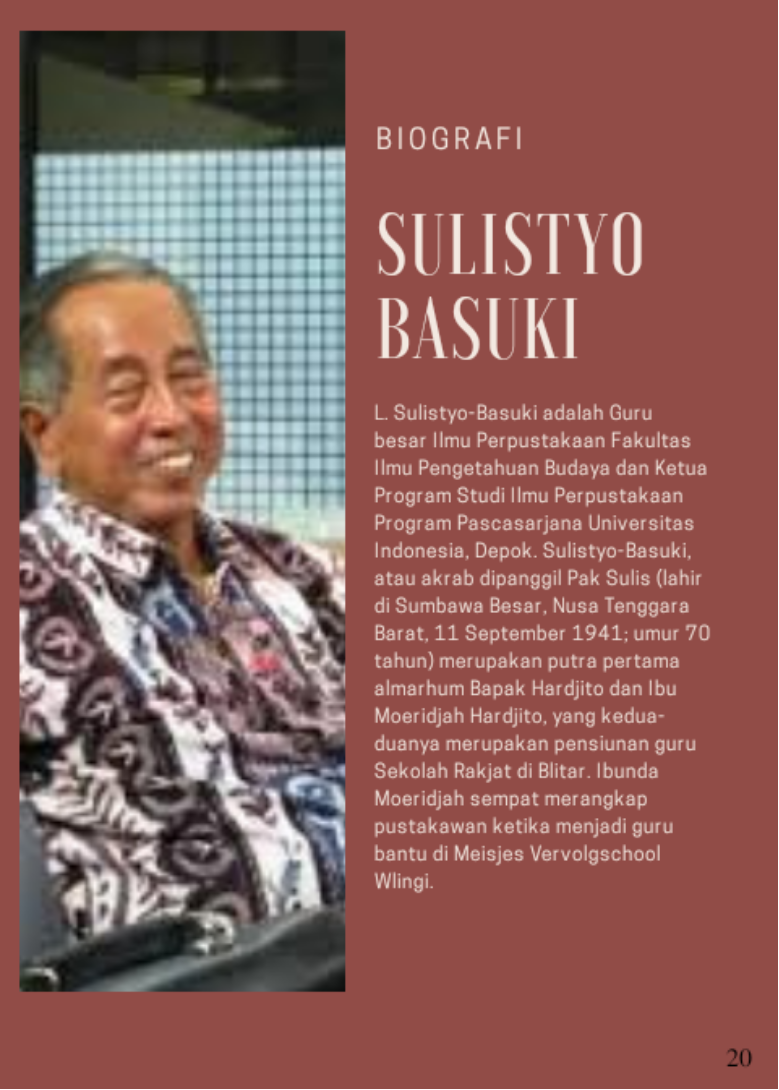 BIOGRAFI
SULISTYO
BASUKI
L. Sulistyo-Basuki adalah Guru
besar Ilmu Perpustakaan Fakultas
Ilmu Pengetahuan Budaya dan Ketua
Program Studi Ilmu Perpustakaan
Program Pascasarjana Universitas
Indonesia, Depok. Sulistyo-Basuki,
atau akrab dipanggil Pak Sulis (lahir
di Sumbawa Besar, Nusa Tenggara
Barat, 11 September 1941; umur 70
tahun) merupakan putra pertama
almarhum Bapak Hardjito dan Ibu
Moeridjah Hardjito, yang kedua-
duanya merupakan pensiunan guru
Sekolah Rakjat di Blitar. Ibunda
Moeridjah sempat merangkap
pustakawan ketika menjadi guru
bantu di Meisjes Vervolgschool
Wlingi.
20